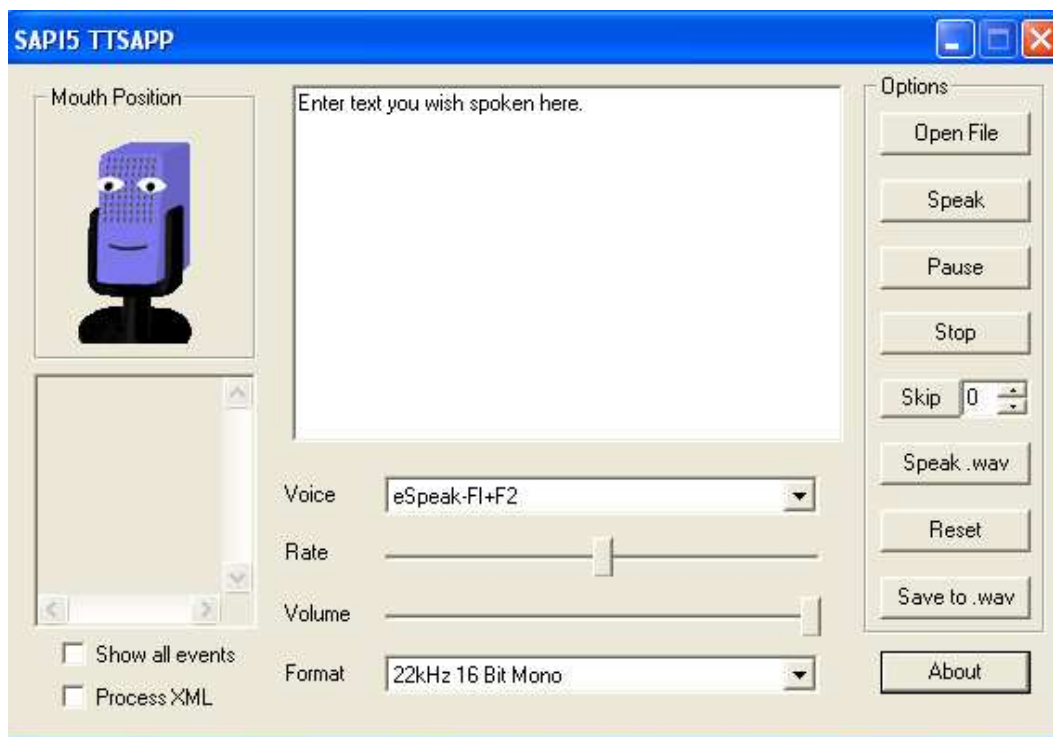 SAPI5 TTSAPP
Mouth Position
Enter text you wish spoken here.
Options
Open File
Speak
Pause
Stop
Skip 0
Speak .wav
Reset
Save to .wav
Voice eSpeak-FI+F2
Rate
Volume
Format 22kHz 16 Bit Mono
Show all events
Process XML
About